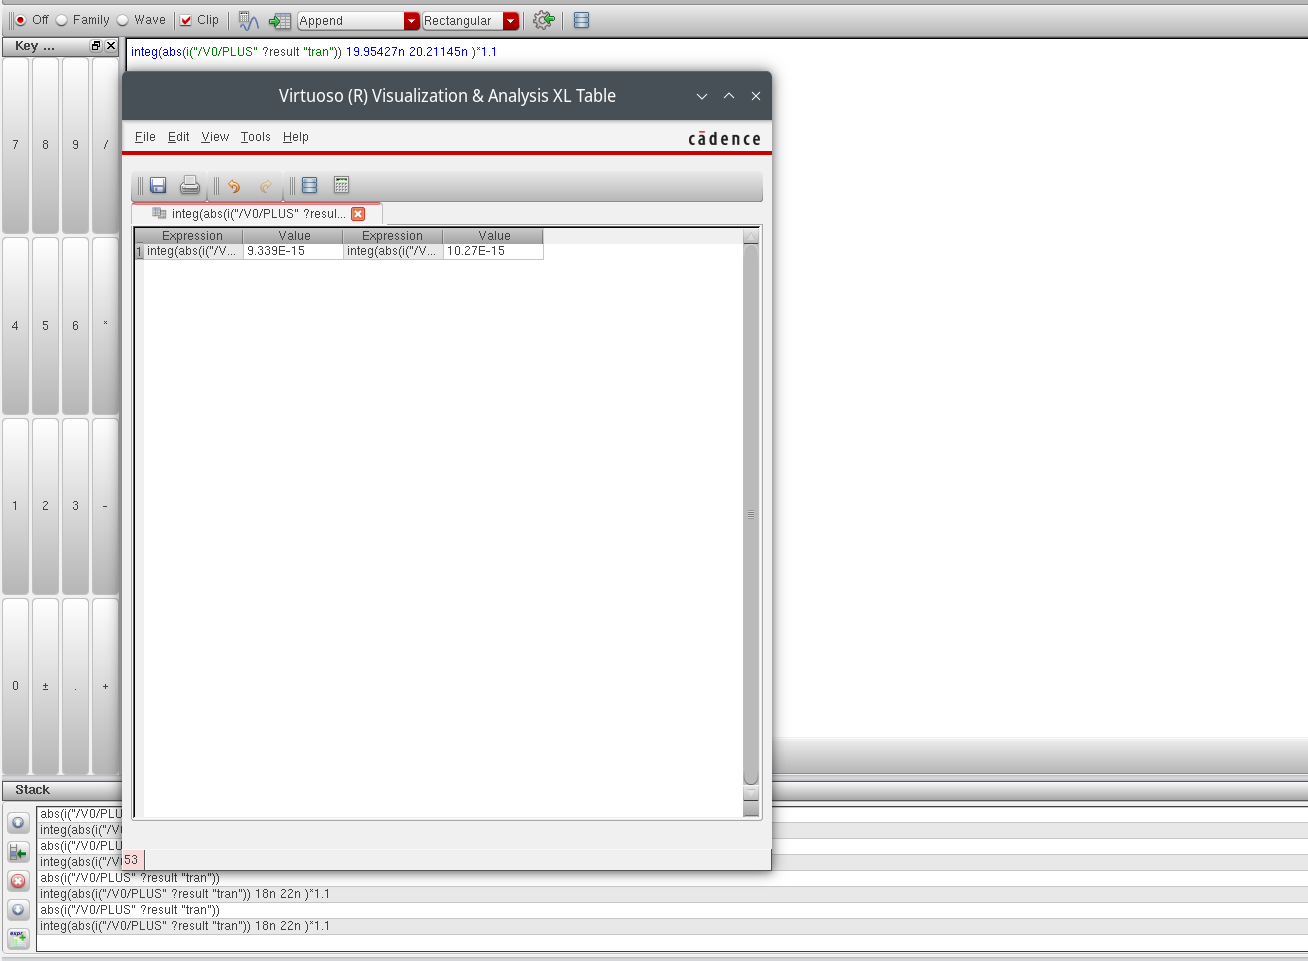 Off Family Wave Clip Append Rectangular
Key ...
integ(abs(i("/V0/PLUS" ?result "tran")) 19.95427n 20.21145n )*1.1
Virtuoso (R) Visualization & Analysis XL Table
File Edit View Tools Help
cādence
integ(abs(i("/V0/PLUS" ?resul...
Expression Value Expression Value
1 integ(abs(i("/V... 9.339E-15 integ(abs(i("/V... 10.27E-15
7 8 9 /
4 5 6 *
1 2 3 -
0 ± . +
Stack
abs(i("/V0/PLU
integ(abs(i("/V
abs(i("/V0/PLU
integ(abs(i("/V
53
abs(i("/V0/PLUS" ?result "tran"))
integ(abs(i("/V0/PLUS" ?result "tran")) 18n 22n )*1.1
abs(i("/V0/PLUS" ?result "tran"))
integ(abs(i("/V0/PLUS" ?result "tran")) 18n 22n )*1.1
expr